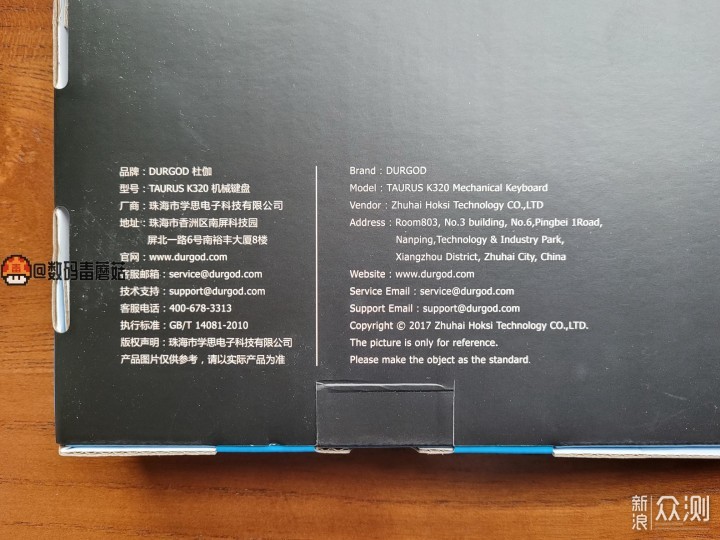 品牌：DURGOD 杜伽
型号：TAURUS K320 机械键盘
厂商：珠海市学思电子科技有限公司
地址：珠海市香洲区南屏科技园
屏北一路6号南裕丰大厦8楼
官网：www.durgod.com
客服邮箱：service@durgod.com
技术支持：support@durgod.com
客服电话：400-678-3313
执行标准：GB/T 14081-2010
版权声明：珠海市学思电子科技有限公司
产品图片仅供参考，请以实际产品为准
Brand：DURGOD
Model：TAURUS K320 Mechanical Keyboard
Vendor：Zhuhai Hoksi Technology CO.,LTD
Address：Room803, No.3 building, No.6,Pingbei 1Road,
Nanping,Technology & Industry Park,
Xiangzhou District, Zhuhai City, China
Website：www.durgod.com
Service Email：service@durgod.com
Support Email：support@durgod.com
Copyright © 2017 Zhuhai Hoksi Technology CO.,LTD.
The picture is only for reference.
Please make the object as the standard.
@数码毒蘑菇
新浪众测